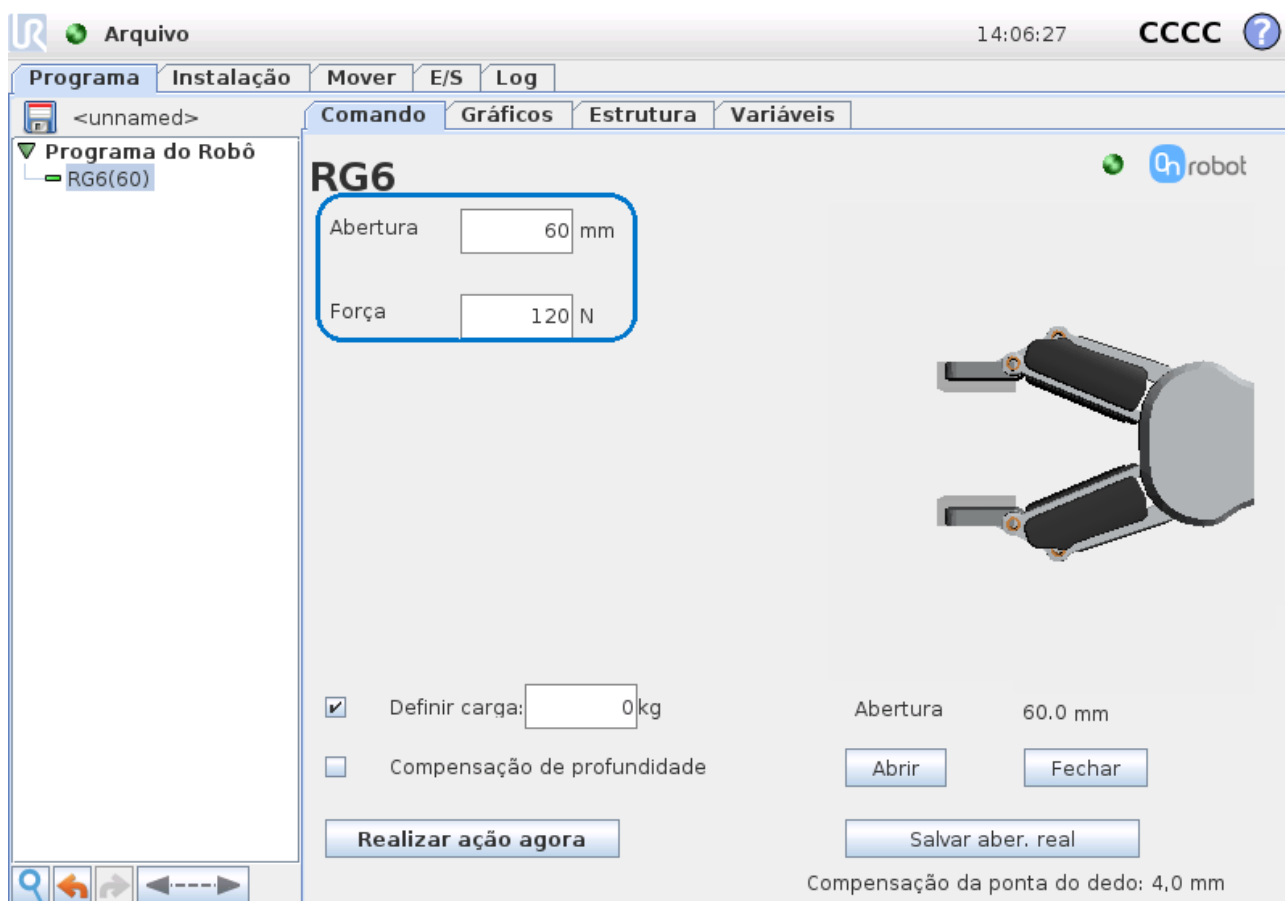 UR Arquivo 14:06:27 CCCC ?
Programa Instalação Mover E/S Log
<unnamed> Comando Gráficos Estrutura Variáveis
Programa do Robô
RG6(60)
RG6
On robot
Abertura 60 mm
Força 120 N
Definir carga: 0 kg
Abertura 60.0 mm
Compensação de profundidade
Abrir Fechar
Realizar ação agora
Salvar aber. real
Compensação da ponta do dedo: 4,0 mm